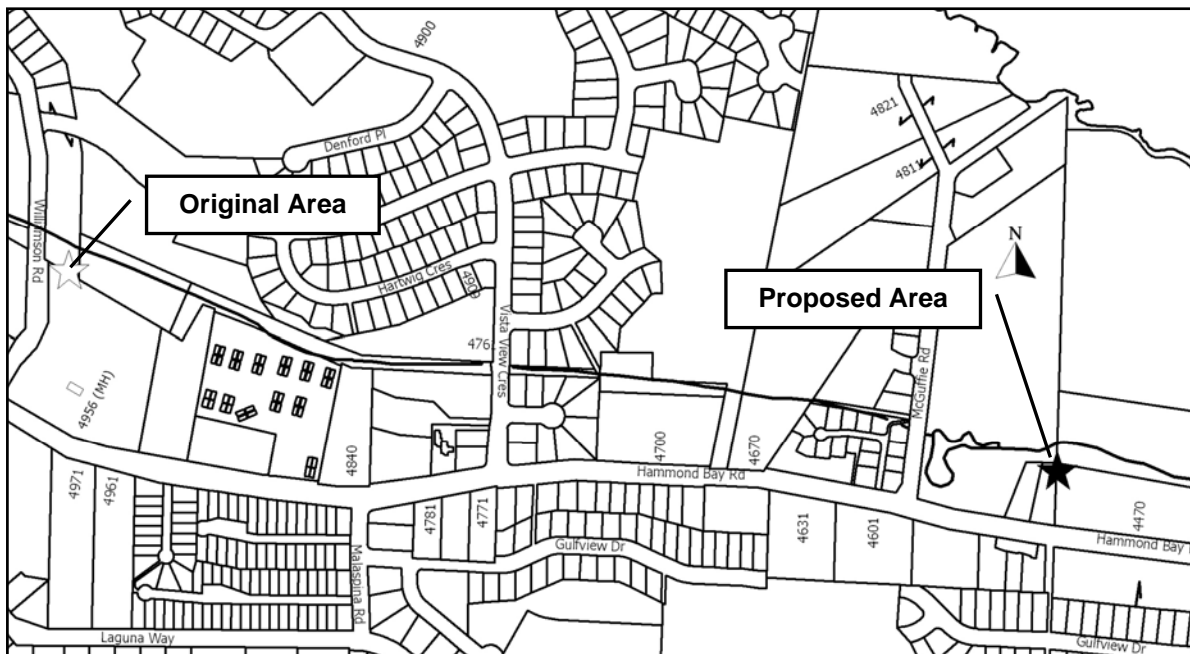 4900
4821
Denford Pl
4811
Original Area
Williamson Rd
N
Hartwig Cres
4909
Proposed Area
Vista View Cres
476
McGuffie Rd
4956 (MH)
4840
4700
4670
Hammond Bay Rd
4971
4961
4781
4771
4631
4601
4470
Hammond Bay
Gulfview Dr
Malaspina Rd
Laguna Way
Gulfview Dr